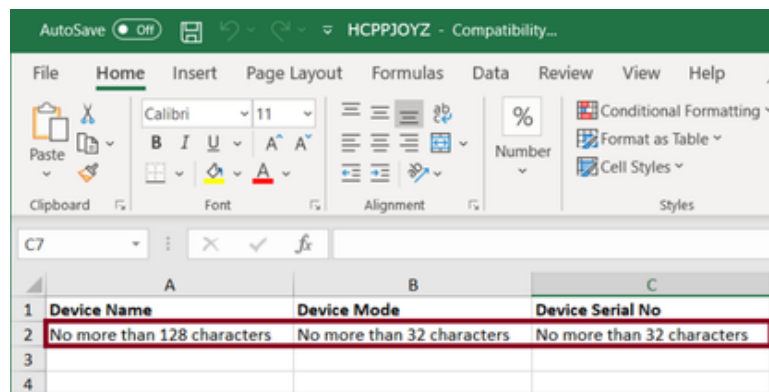 AutoSave Off HCPPJOYZ - Compatibility...
File Home Insert Page Layout Formulas Data Review View Help
Calibri 11 ab % Conditional Formatting
Paste B I U A A Number Format as Table
A Cell Styles
Clipboard Font Alignment Styles
C7 fx
A B C
1 Device Name Device Mode Device Serial No
2 No more than 128 characters No more than 32 characters No more than 32 characters
3
4